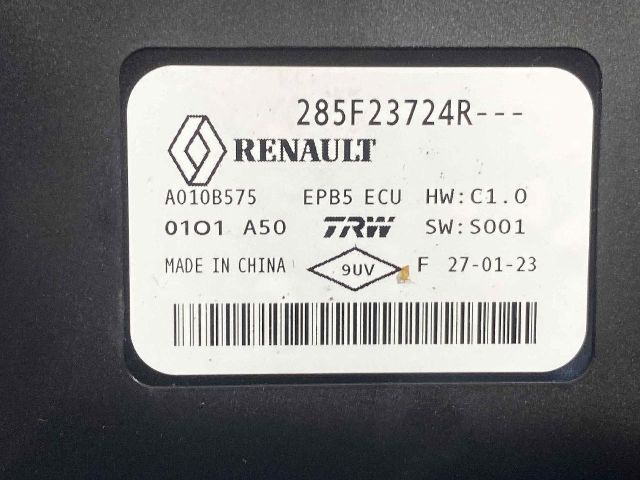 285F23724R---
RENAULT
A010B575 EPB5 ECU HW:C1.0
0101 A50 TRW SW:S001
MADE IN CHINA 9UV F 27-01-23